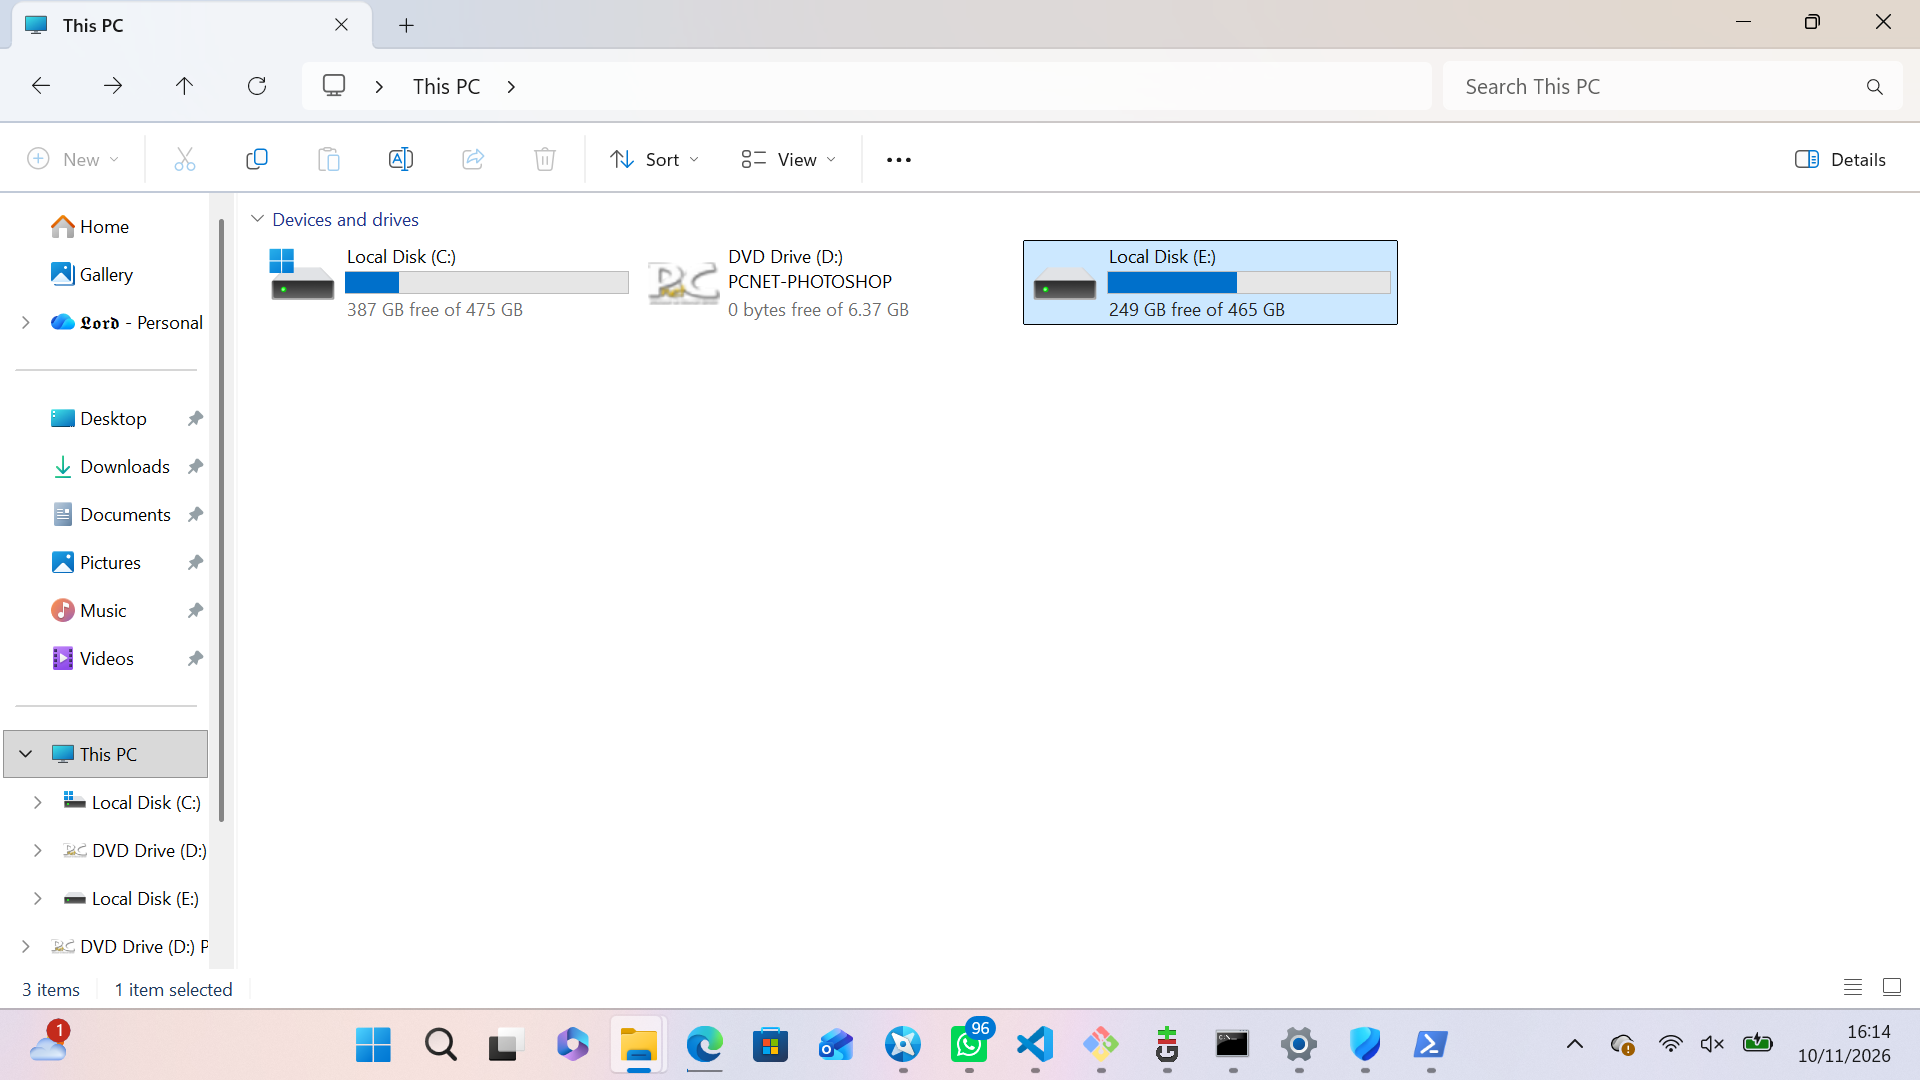 This PC
This PC
Search This PC
New
Sort
View
Details
Home
Gallery
𝕷𝖔𝖗𝖉 - Personal
Desktop
Downloads
Documents
Pictures
Music
Videos
This PC
Local Disk (C:)
DVD Drive (D:)
Local Disk (E:)
DVD Drive (D:) P
Devices and drives
Local Disk (C:)
387 GB free of 475 GB
DVD Drive (D:)
PCNET-PHOTOSHOP
0 bytes free of 6.37 GB
Local Disk (E:)
249 GB free of 465 GB
3 items
1 item selected
1
96
16:14
10/11/2026